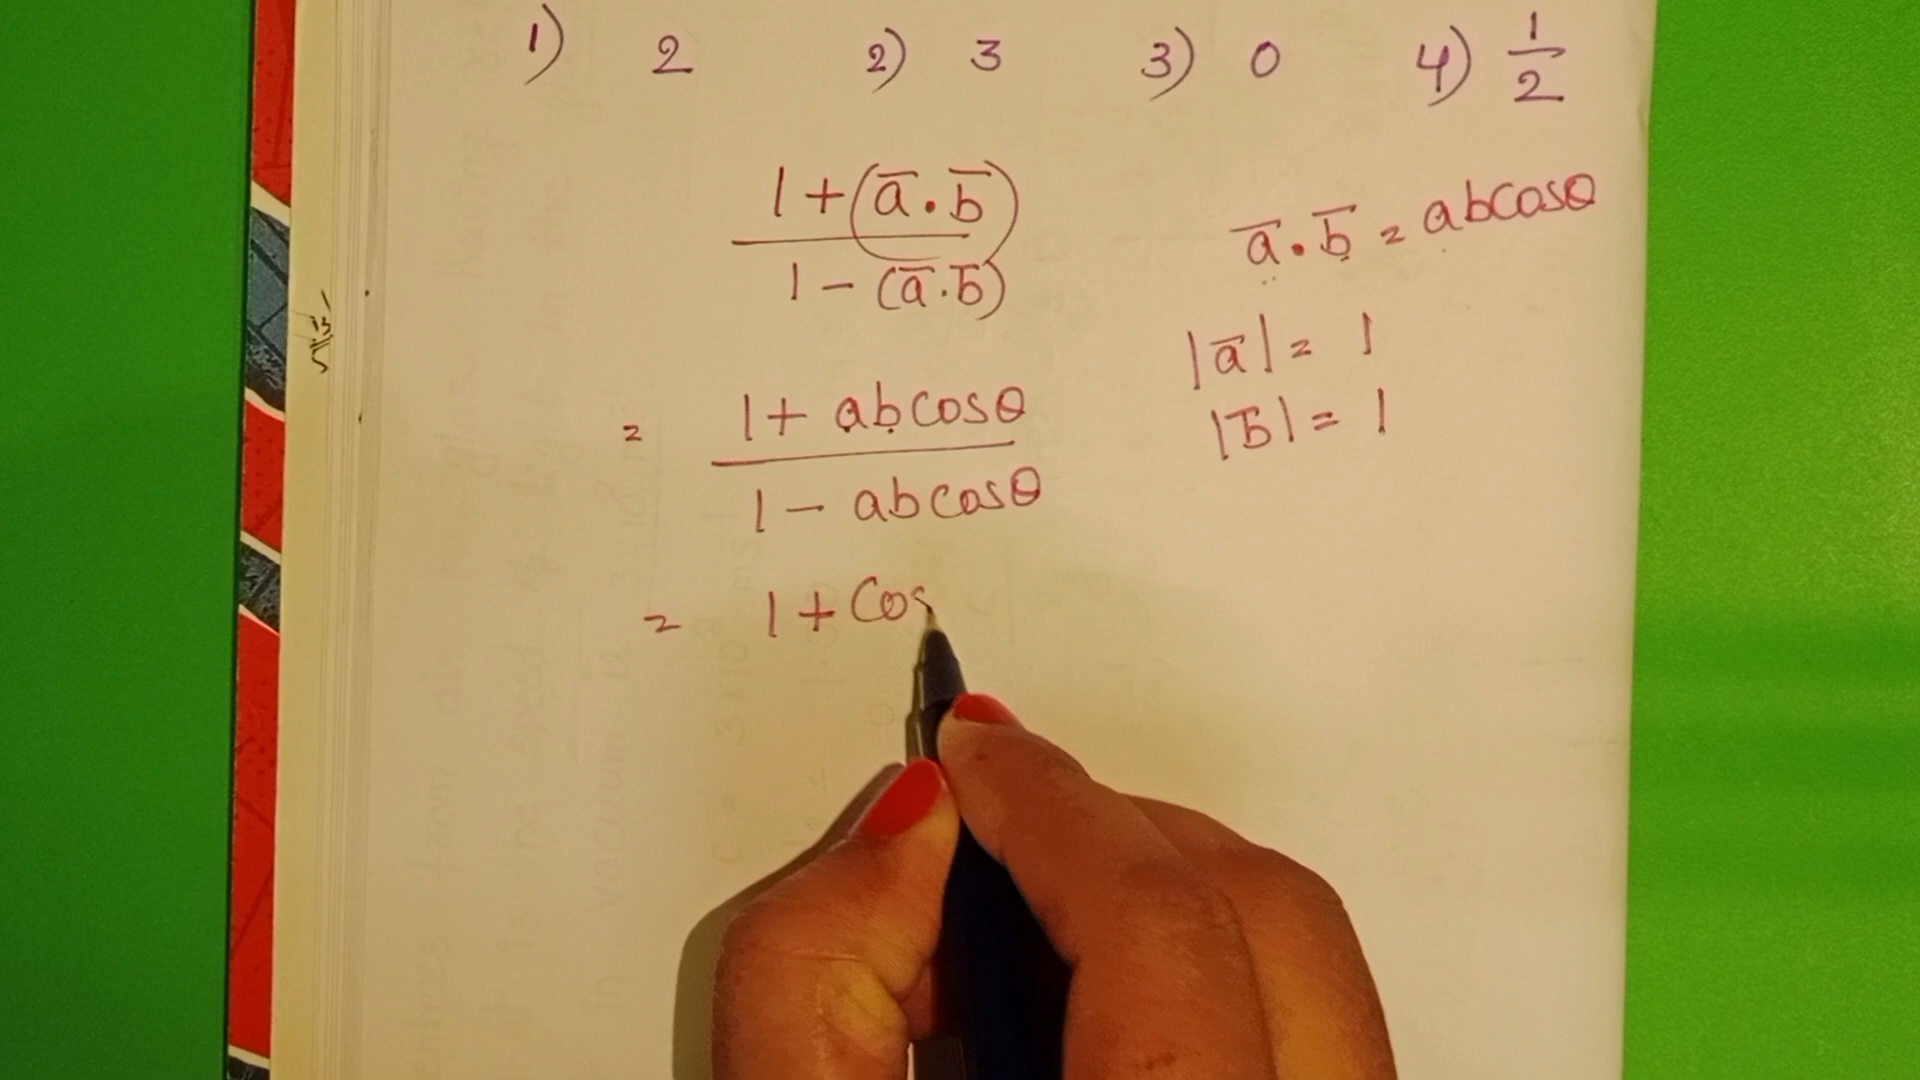 1) 2 2) 3 3) 0 4) 1/2
1 + (a̅ . b̅)
1 - (a̅ . b̅)
a̅ . b̅ = abcosθ
|a̅| = 1
|b̅| = 1
= 1 + abcosθ
1 - abcosθ
= 1 + Cos